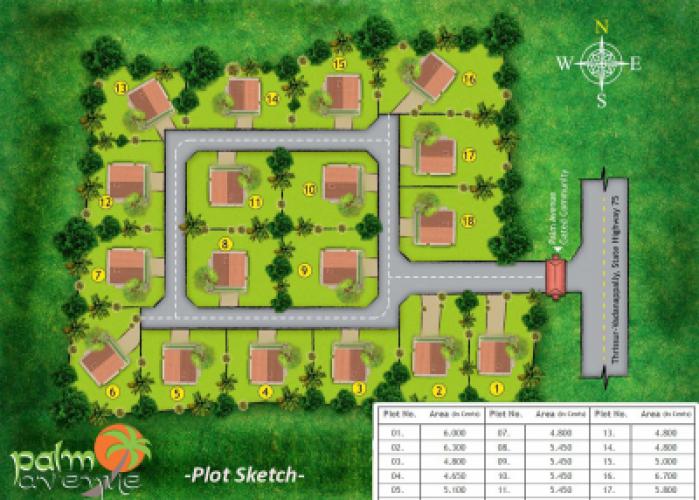 N
W E
S
15
16
13
14
17
12
11
10
18
8
7
9
6
5
4
3
2
1
Palm Avenue
Gated Community
Thrissur-Vadanappally, State Highway 75
palm
avenue
-Plot Sketch-
Plot No. Area (In Cents) Plot No. Area (In Cents) Plot No. Area (In Cents)
01. 6.000 07. 4.800 13. 4.800
02. 6.300 08. 5.450 14. 4.800
03. 4.800 09. 5.450 15. 5.000
04. 4.650 10. 5.450 16. 6.700
05. 5.100 11. 5.450 17. 5.800